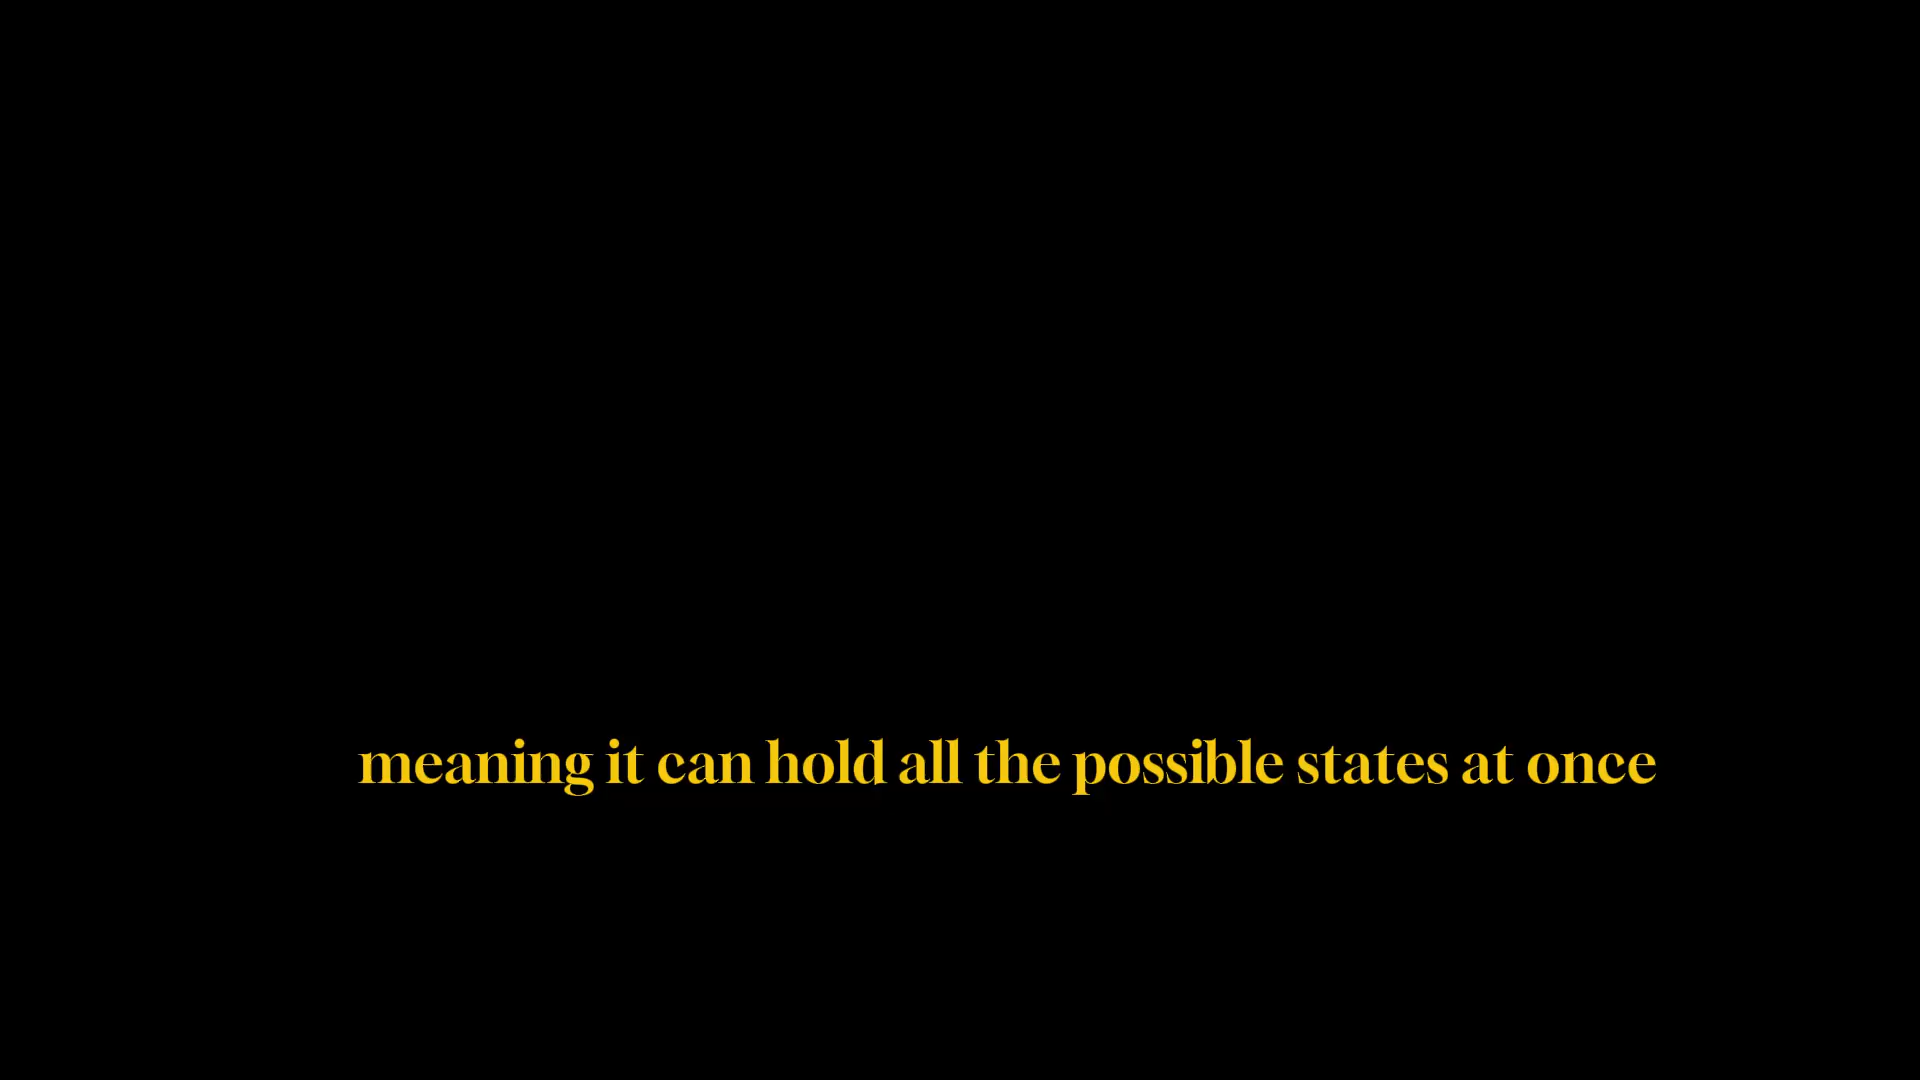 meaning it can hold all the possible states at once